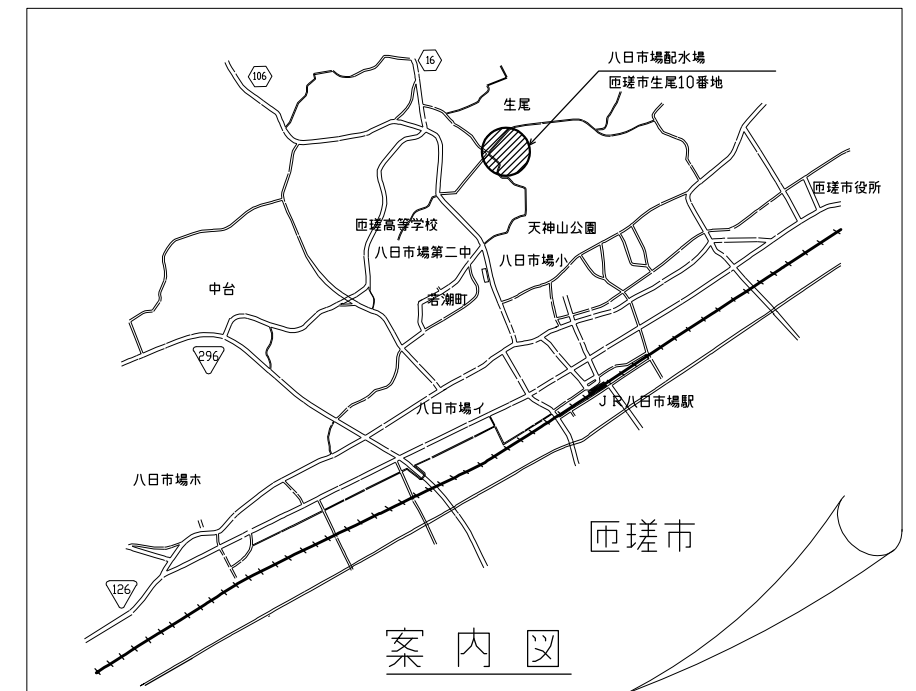 八日市場配水場
匝瑳市生尾10番地
16
106
生尾
匝瑳市役所
匝瑳高等学校
天神山公園
八日市場第二中
八日市場小
中台
若潮町
296
八日市場イ
JR八日市場駅
八日市場ホ
匝瑳市
126
案内図